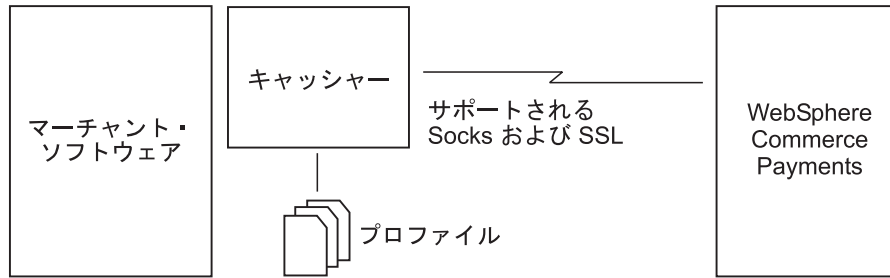 マーチャント・
ソフトウェア
キャッシャー
サポートされる
Socks および SSL
WebSphere
Commerce
Payments
プロファイル